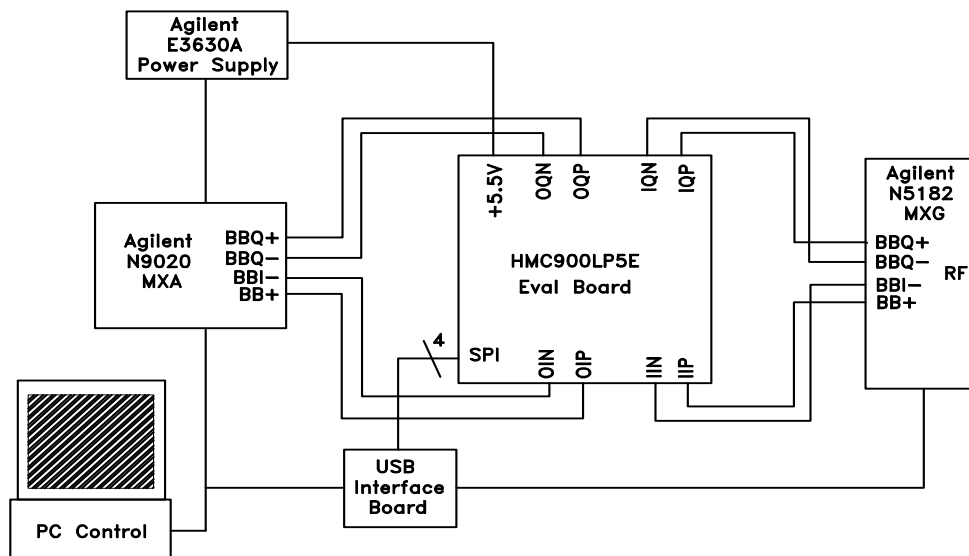 Agilent
E3630A
Power Supply
Agilent
N9020
MXA
BBQ+
BBQ-
BBI-
BB+
+5.5V
OQN
OQP
IQN
IQP
HMC900LP5E
Eval Board
SPI
OIN
OIP
IIN
IIP
4
Agilent
N5182
MXG
BBQ+
BBQ-
BBI-
BB+
RF
USB
Interface
Board
PC Control